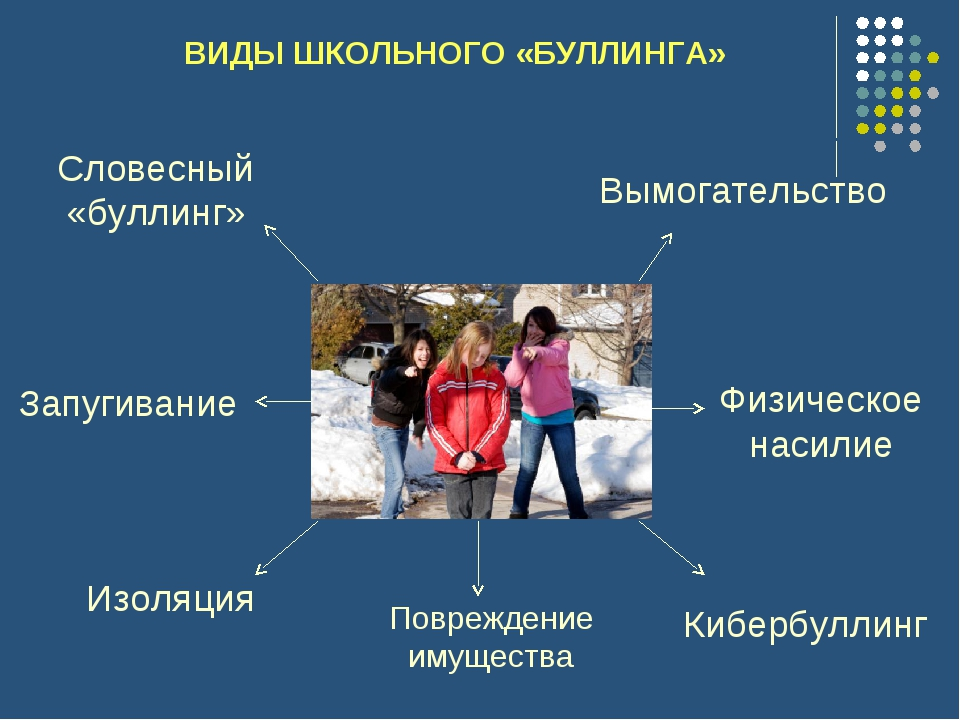 ВИДЫ ШКОЛЬНОГО «БУЛЛИНГА»
Словесный
«буллинг»
Вымогательство
Запугивание
Физическое
насилие
Изоляция
Повреждение
имущества
Кибербуллинг